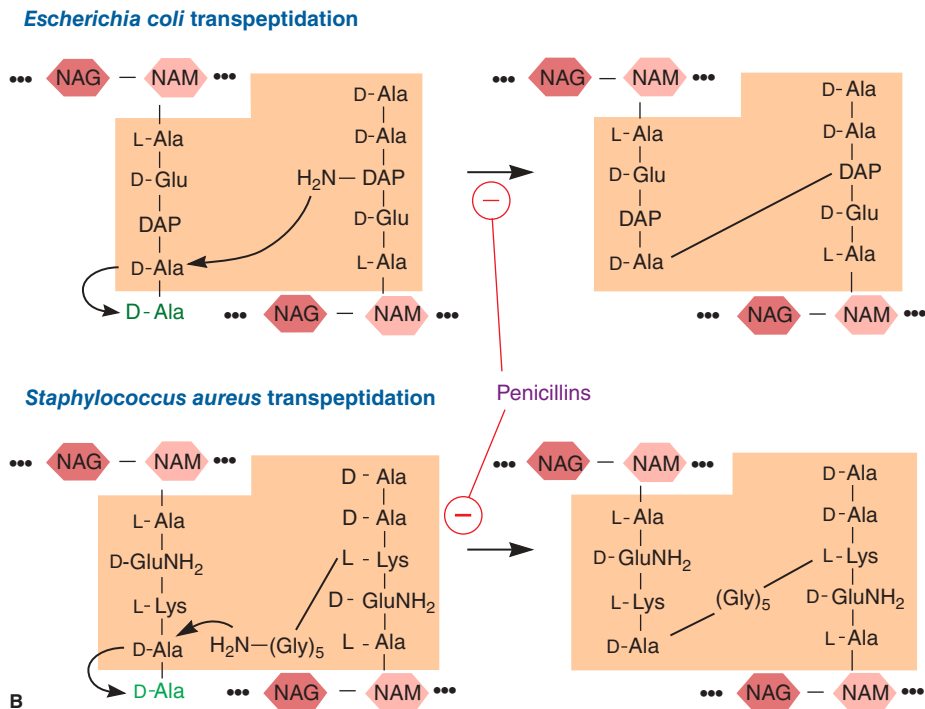 Escherichia coli transpeptidation
••• NAG — NAM •••
L-Ala
D-Glu
DAP
D-Ala
D-Ala
D-Ala
D-Ala
H₂N—DAP
D-Glu
L-Ala
••• NAG — NAM •••
••• NAG — NAM •••
L-Ala
D-Glu
DAP
D-Ala
D-Ala
D-Ala
DAP
D-Glu
L-Ala
••• NAG — NAM •••
Penicillins
Staphylococcus aureus transpeptidation
••• NAG — NAM •••
L-Ala
D-GluNH₂
L-Lys
D-Ala
D-Ala
D - Ala
D - Ala
L - Lys
D - GluNH₂
L - Ala
H₂N—(Gly)₅
••• NAG — NAM •••
••• NAG — NAM •••
L-Ala
D-GluNH₂
L-Lys
D-Ala
(Gly)₅
D-Ala
D-Ala
L-Lys
D-GluNH₂
L-Ala
••• NAG — NAM •••
B